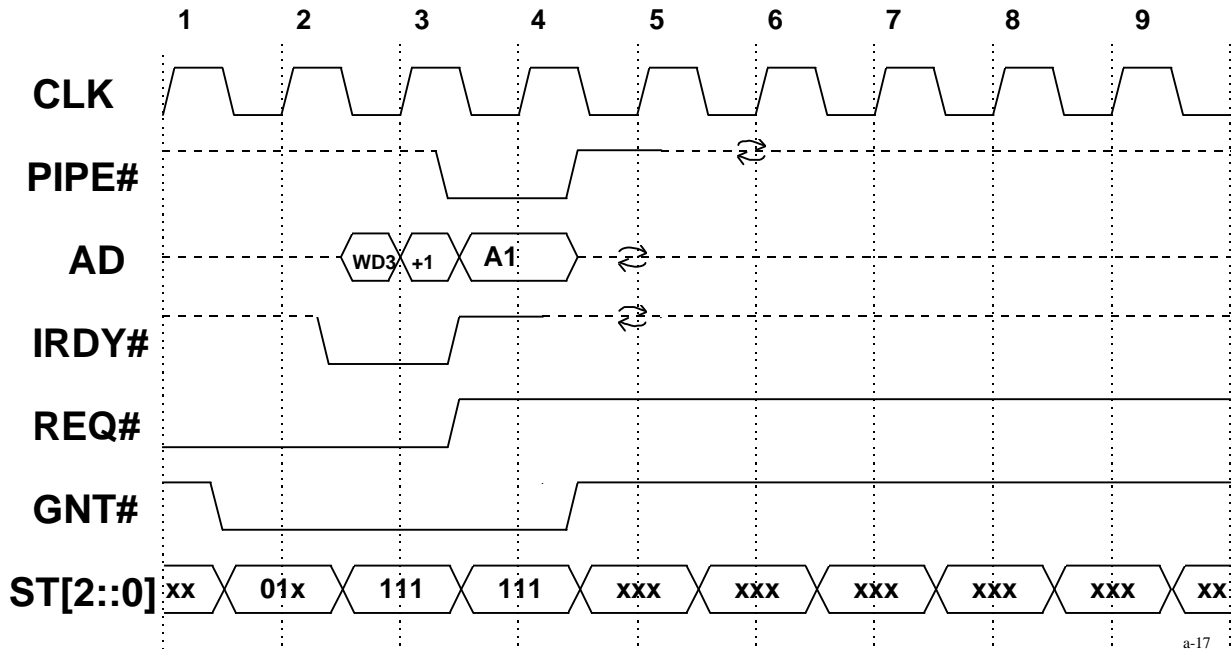 1 2 3 4 5 6 7 8 9
CLK
PIPE#
AD WD3 +1 A1
IRDY#
REQ#
GNT#
ST[2::0] xx 01x 111 111 xxx xxx xxx xxx xxx xx
a-17